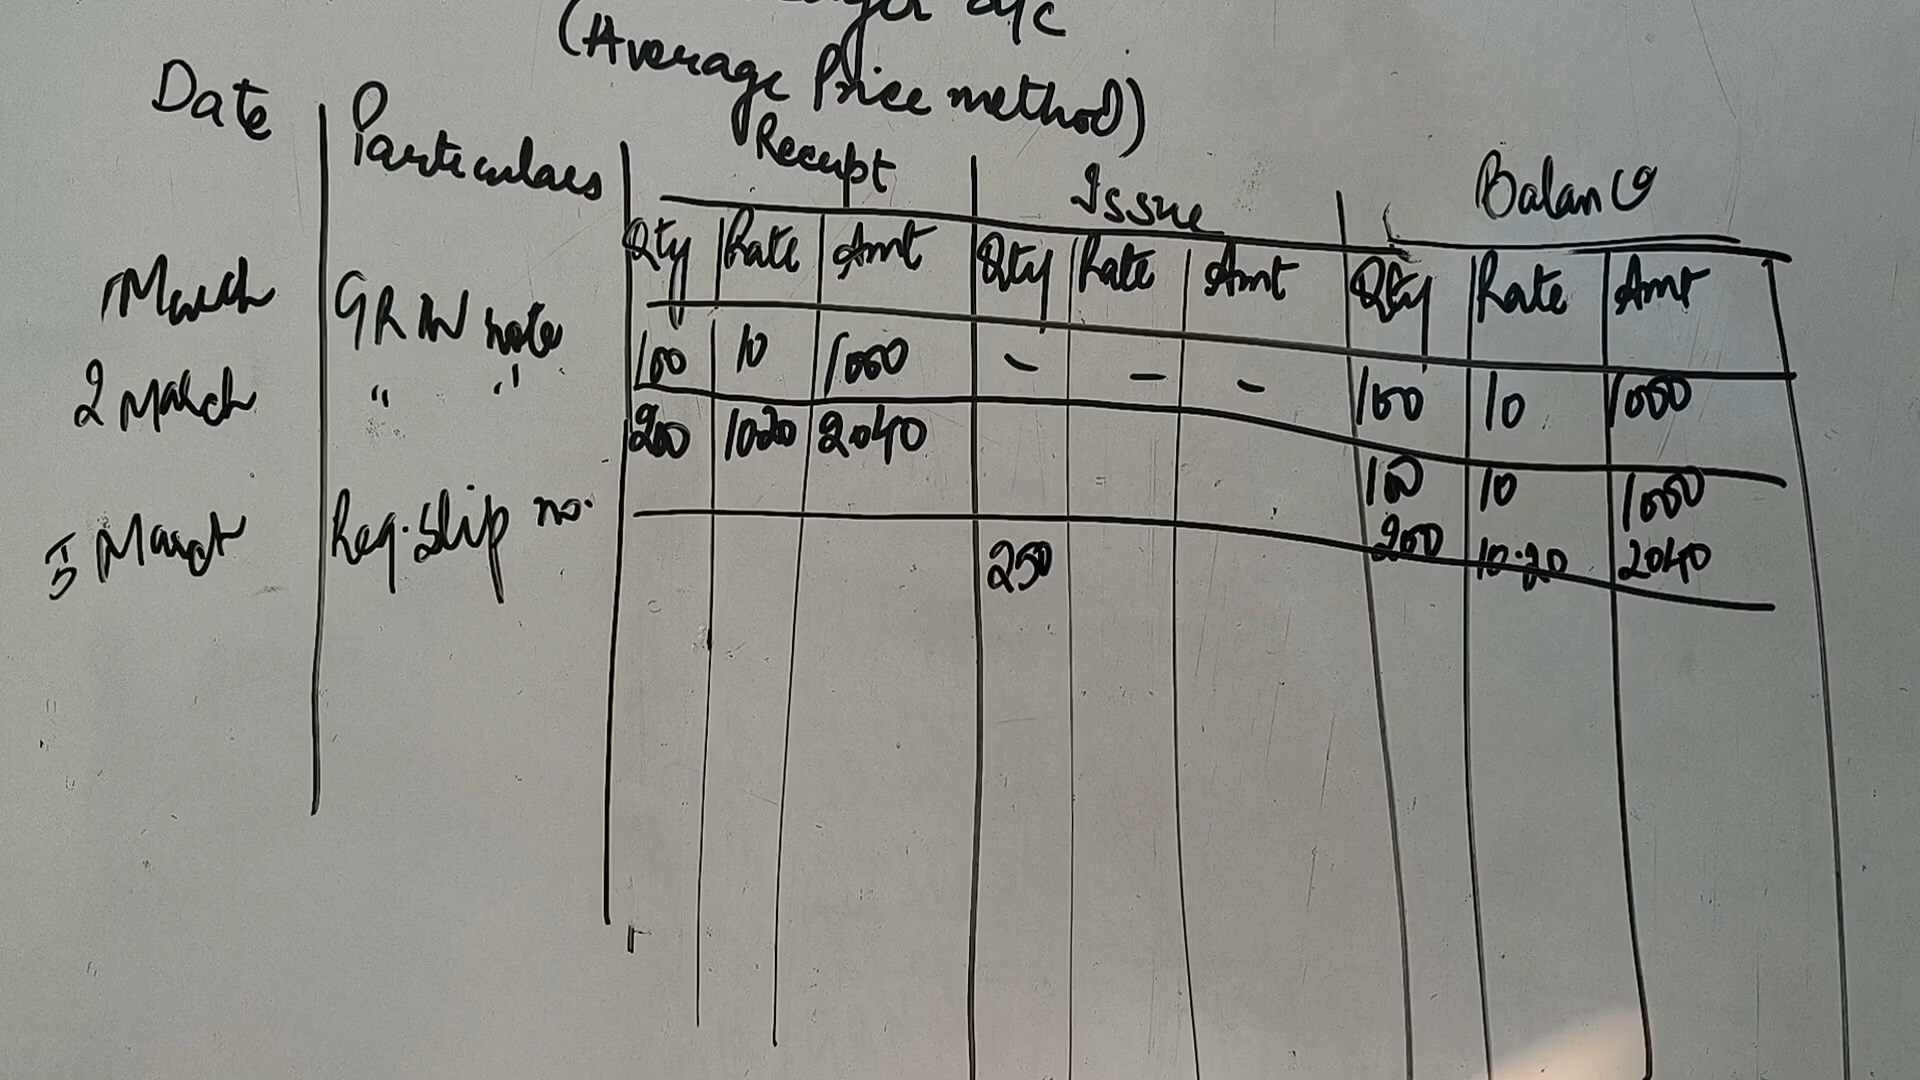 a/c
(Average Price method)
Date Particulars Receipt Issue Balance
Qty Rate Amt Qty Rate Amt Qty Rate Amt
1 March GRN note 100 10 1000 - - - 100 10 1000
2 March " " 200 10.20 2040 100 10 1000
200 10.20 2040
5 March Req. Slip no. 250